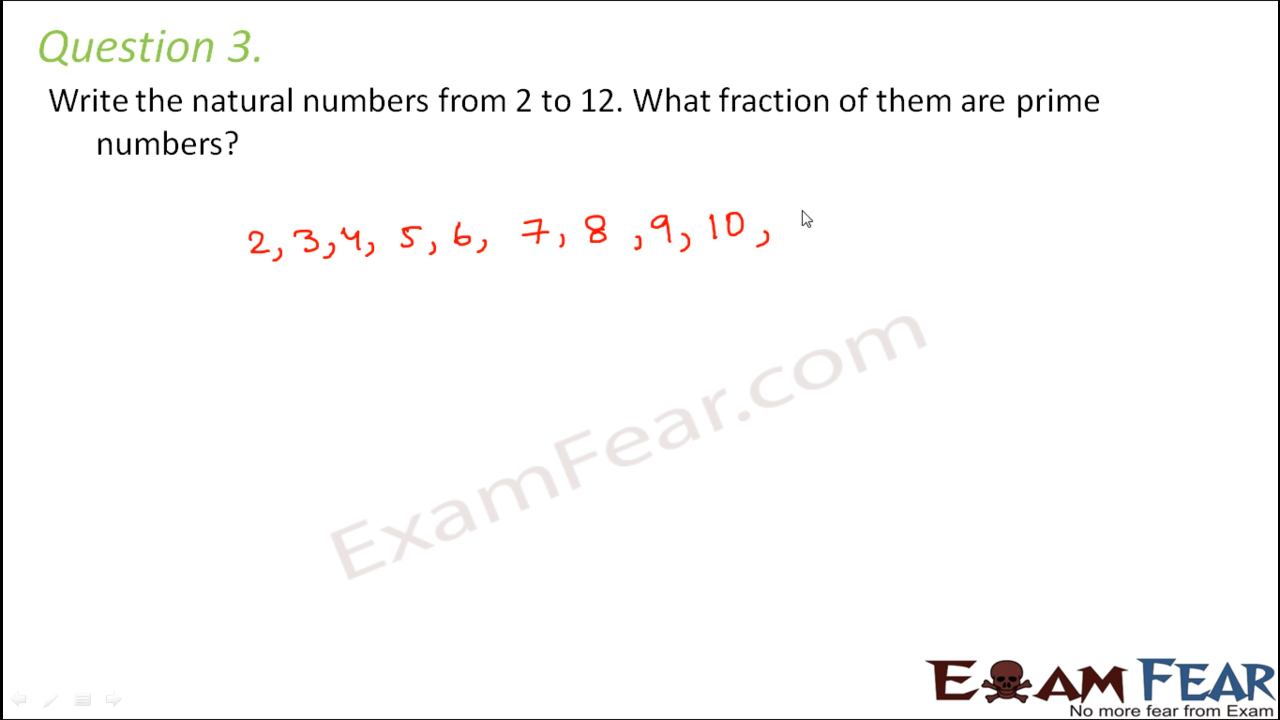 Question 3.
Write the natural numbers from 2 to 12. What fraction of them are prime
numbers?
2, 3, 4, 5, 6, 7, 8 , 9, 10 ,
ExamFear.com
EXAM FEAR
No more fear from Exam